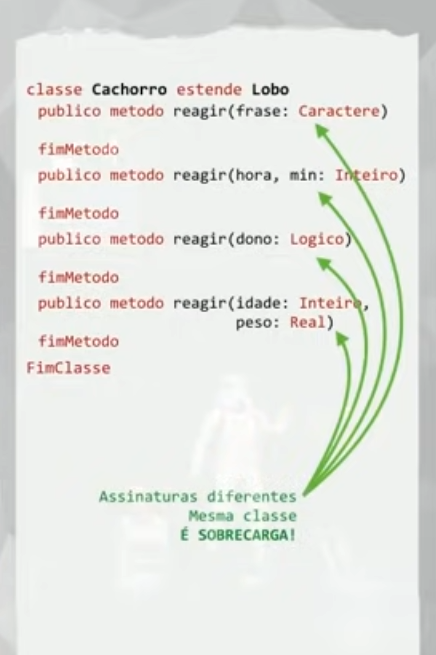 classe Cachorro estende Lobo
publico metodo reagir(frase: Caractere)
fimMetodo
publico metodo reagir(hora, min: Inteiro)
fimMetodo
publico metodo reagir(dono: Logico)
fimMetodo
publico metodo reagir(idade: Inteiro,
peso: Real)
fimMetodo
FimClasse
Assinaturas diferentes
Mesma classe
É SOBRECARGA!